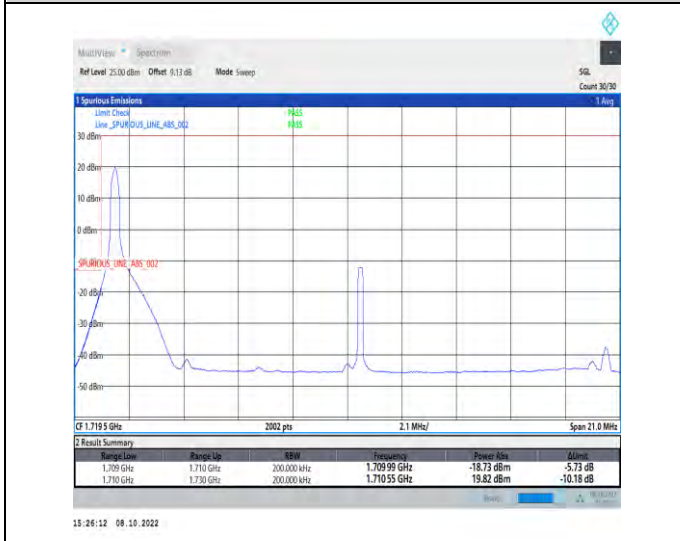 MultiView Spectrum
Ref Level 25.00 dBm Offset 9.13 dB Mode Sweep SGL
Count 30/30
1 Spurious Emissions 1 Avg
Limit Check PASS
Line _SPURIOUS_LINE_ABS_002 PASS
30 dBm
20 dBm
10 dBm
0 dBm
_SPURIOUS_LINE_ABS_002
-20 dBm
-30 dBm
-40 dBm
-50 dBm
CF 1.719 5 GHz 2002 pts 2.1 MHz/ Span 21.0 MHz
2 Result Summary
Range Low Range Up RBW Frequency Power Abs ΔLimit
1.709 GHz 1.710 GHz 200.000 kHz 1.709 99 GHz -18.73 dBm -5.73 dB
1.710 GHz 1.730 GHz 200.000 kHz 1.710 55 GHz 19.82 dBm -10.18 dB
Ready
15:26:12 08.10.2022